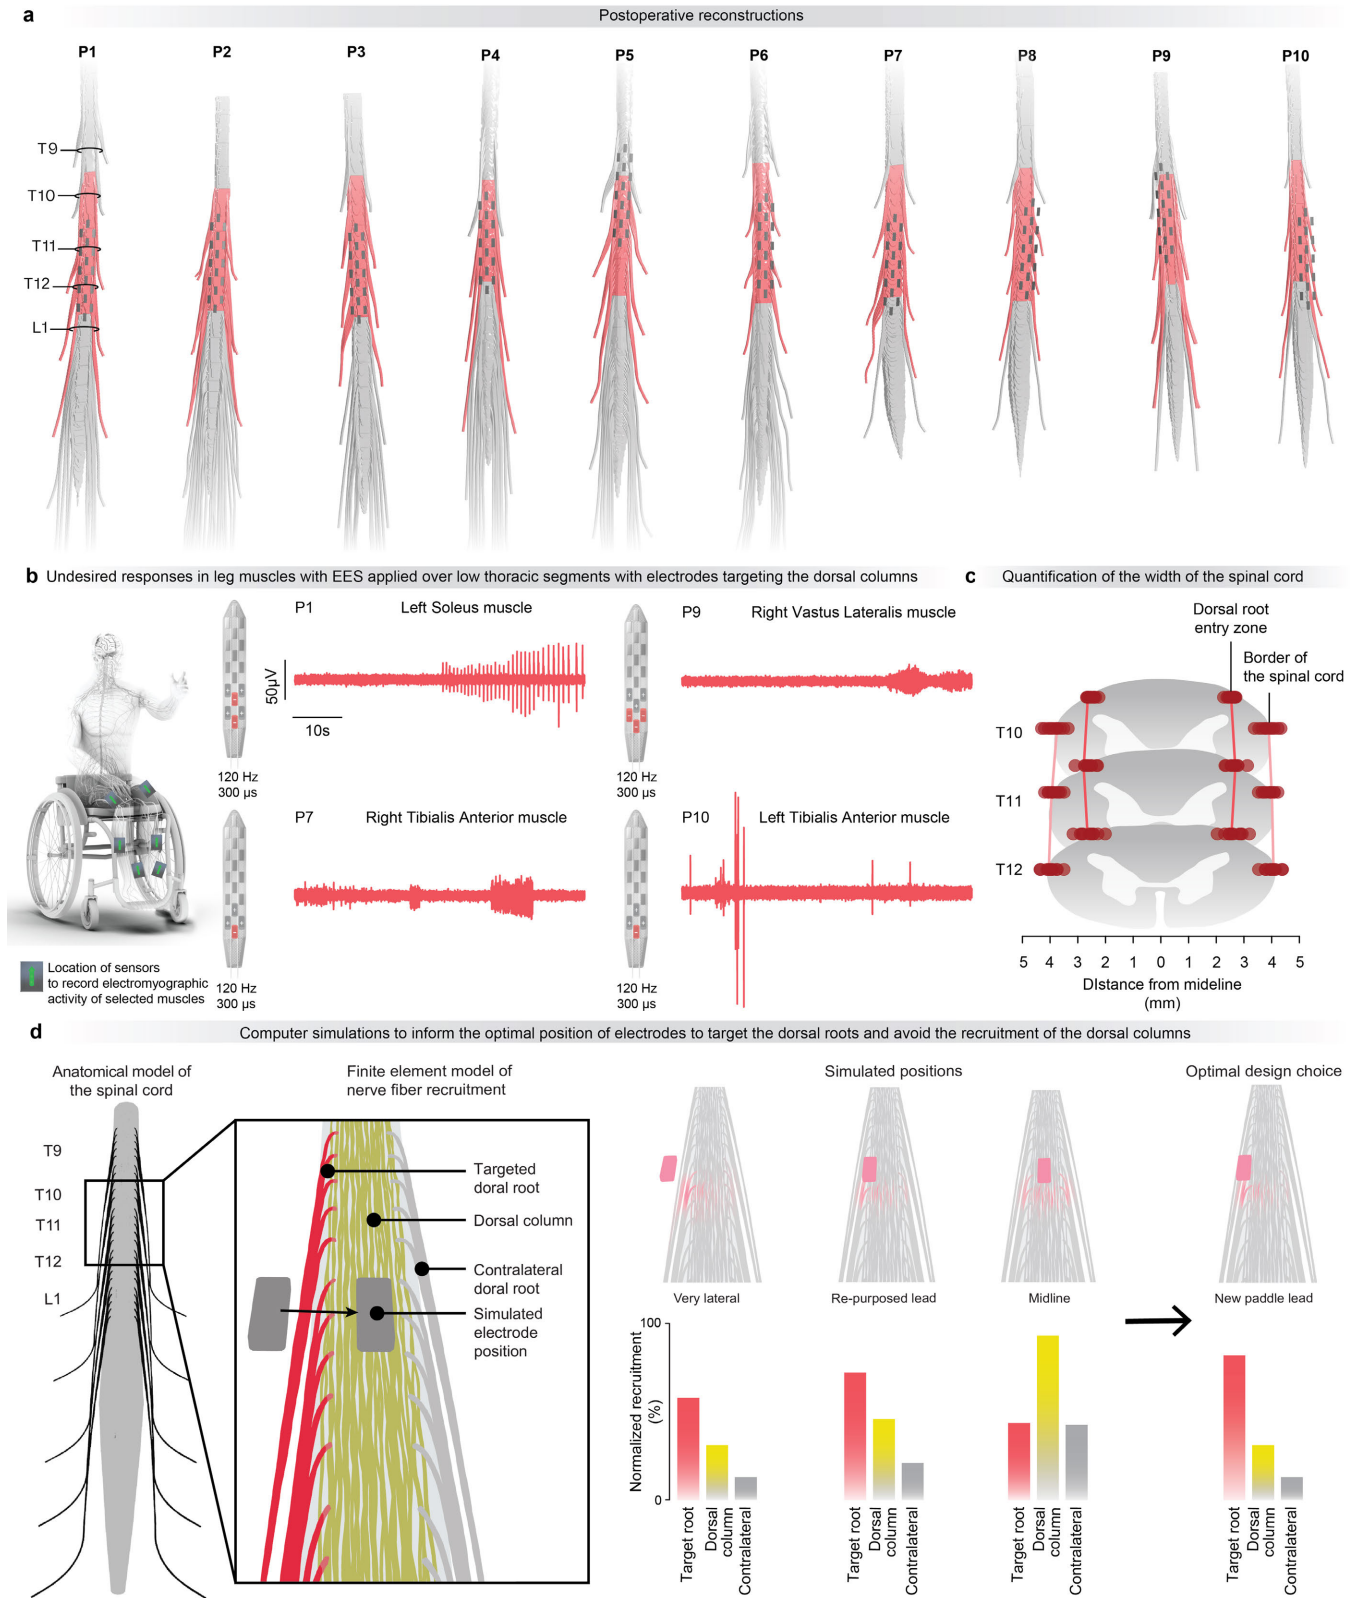 a
Postoperative reconstructions
P1
P2
P3
P4
P5
P6
P7
P8
P9
P10
T9
T10
T11
T12
L1
b Undesired responses in leg muscles with EES applied over low thoracic segments with electrodes targeting the dorsal columns
P1
Left Soleus muscle
50µV
10s
120 Hz
300 µs
P9
Right Vastus Lateralis muscle
120 Hz
300 µs
P7
Right Tibialis Anterior muscle
120 Hz
300 µs
P10
Left Tibialis Anterior muscle
120 Hz
300 µs
Location of sensors
to record electromyographic
activity of selected muscles
c Quantification of the width of the spinal cord
Dorsal root
entry zone
Border of
the spinal cord
T10
T11
T12
5 4 3 2 1 0 1 2 3 4 5
DIstance from mideline
(mm)
d Computer simulations to inform the optimal position of electrodes to target the dorsal roots and avoid the recruitment of the dorsal columns
Anatomical model of
the spinal cord
T9
T10
T11
T12
L1
Finite element model of
nerve fiber recruitment
Targeted
doral root
Dorsal column
Contralateral
doral root
Simulated
electrode
position
Simulated positions
Optimal design choice
Very lateral
Re-purposed lead
Midline
New paddle lead
Normalized recruitment
(%)
100
0
Target root
Dorsal
column
Contralateral
Target root
Dorsal
column
Contralateral
Target root
Dorsal
column
Contralateral
Target root
Dorsal
column
Contralateral